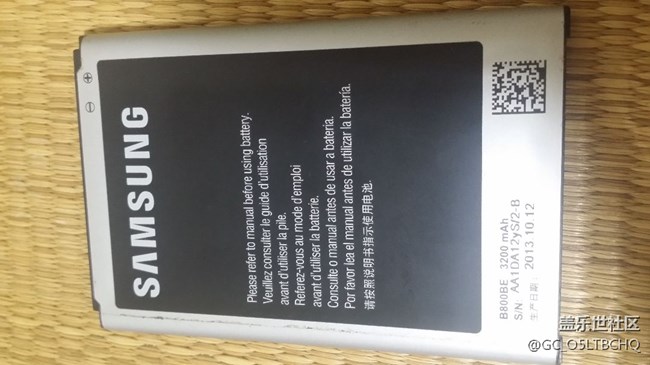 SAMSUNG
Please refer to manual before using battery.
Veuillez consulter le guide d'utilisation
avant d'utiliser la pile.
Referez-vous au mode d'emploi
avant d'utiliser la batterie.
Consulte o manual antes de usar a bateria.
Por favor lea el manual antes de utilizar la batería.
请按照说明书指示使用电池.
B800BE 3200 mAh
S/N AA1DA12yS/2-B
生产日期: 2013.10.12
盖乐世社区
@GC_O5LTBCHQ